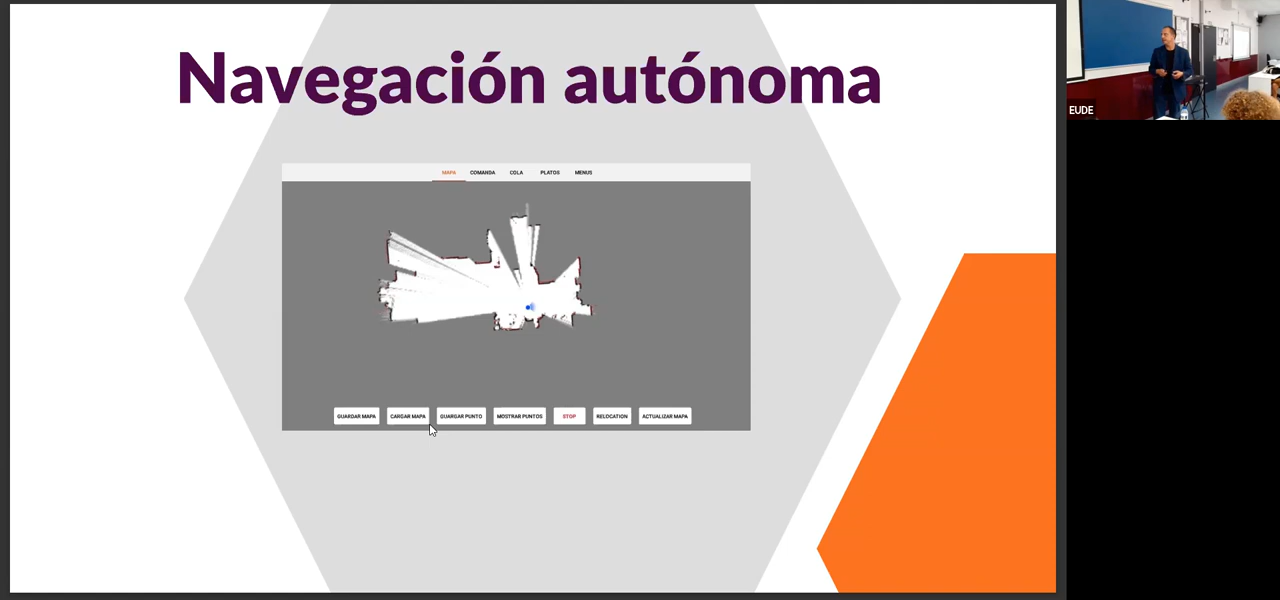 Navegación autónoma
MAPA COMANDA COLA PLATOS MENUS
GUARDAR MAPA CARGAR MAPA GUARGAR PUNTO MOSTRAR PUNTOS STOP RELOCATION ACTUALIZAR MAPA
EUDE